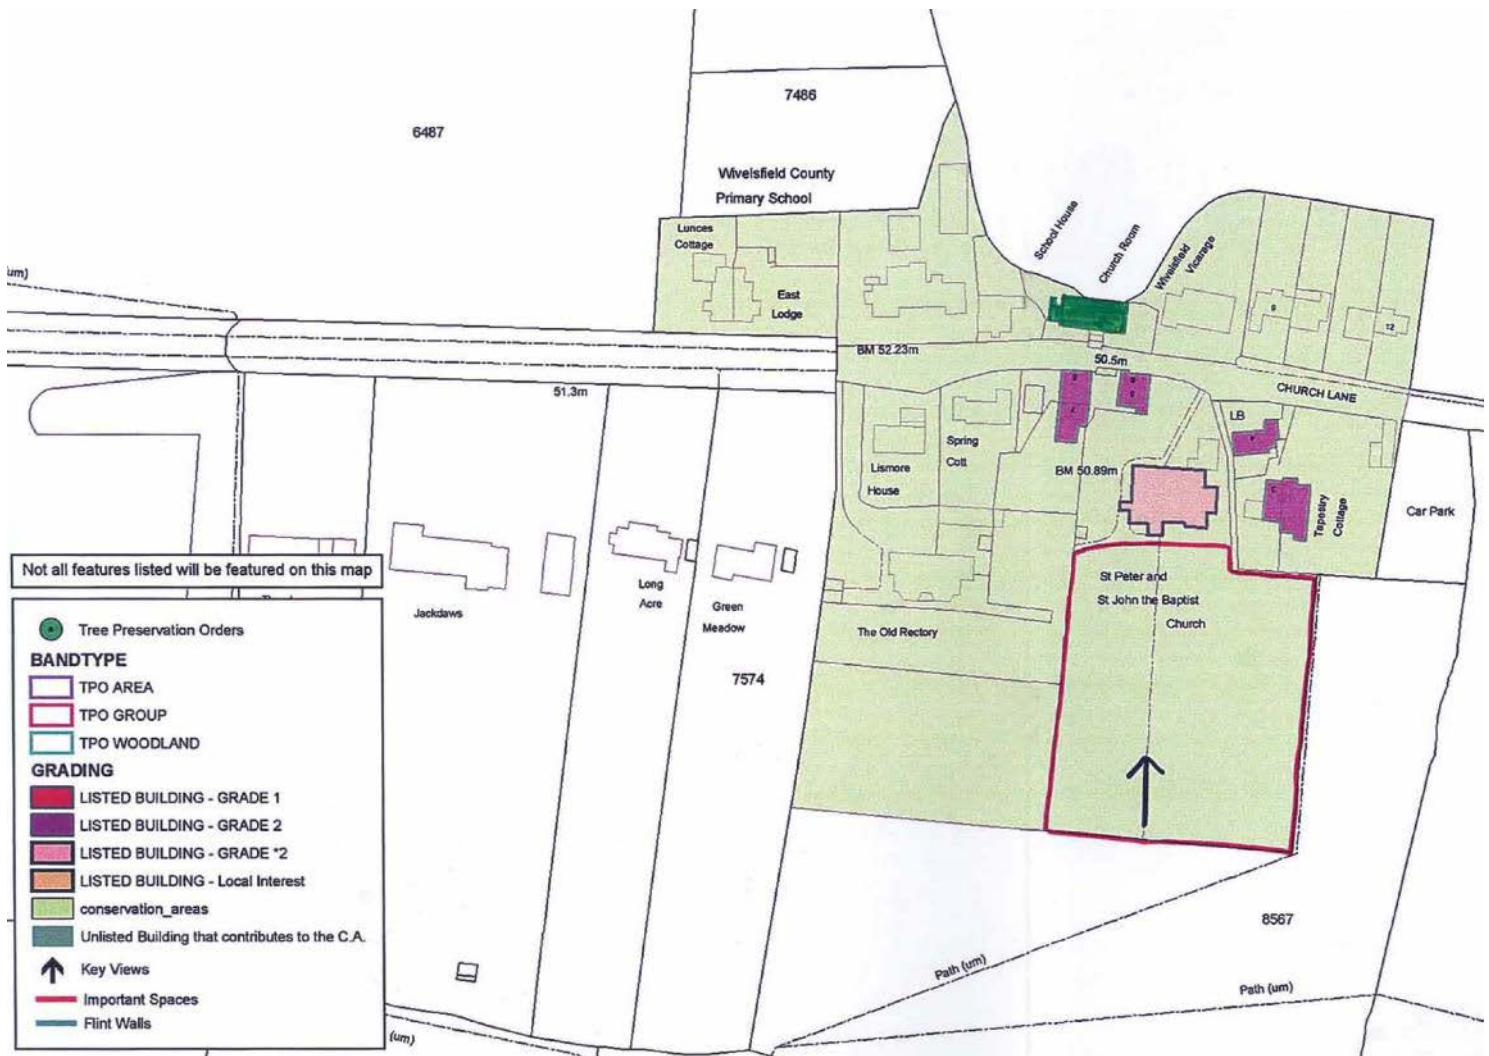 7486
6487
Wivelsfield County
Primary School
Lunces
Cottage
East
Lodge
School House
Church Room
Wivelsfield
Vicarage
9
12
um)
BM 52.23m
50.5m
51.3m
CHURCH LANE
LB
Lismore
House
Spring
Cott
BM 50.89m
Tapestry
Cottage
Car Park
St Peter and
St John the Baptist
Church
The Old Rectory
Jackdaws
Long
Acre
Green
Meadow
7574
8567
Path (um)
Path (um)
(um)
Not all features listed will be featured on this map
Tree Preservation Orders
BANDTYPE
TPO AREA
TPO GROUP
TPO WOODLAND
GRADING
LISTED BUILDING - GRADE 1
LISTED BUILDING - GRADE 2
LISTED BUILDING - GRADE *2
LISTED BUILDING - Local Interest
conservation_areas
Unlisted Building that contributes to the C.A.
Key Views
Important Spaces
Flint Walls